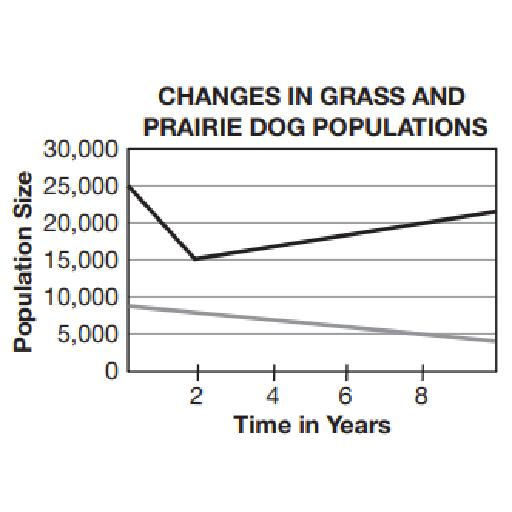 CHANGES IN GRASS AND
PRAIRIE DOG POPULATIONS
Population Size
30,000
25,000
20,000
15,000
10,000
5,000
0
2 4 6 8
Time in Years